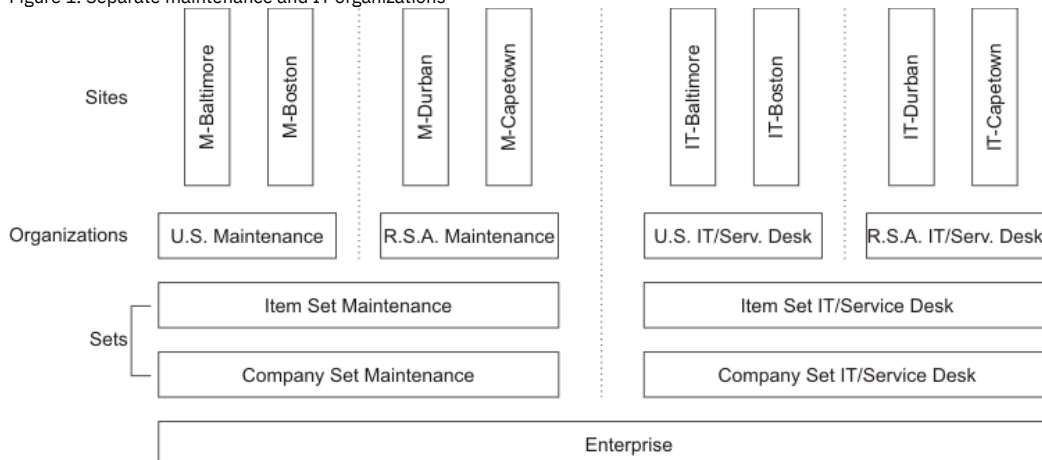 Figure 1. Separate maintenance and IT organizations
Sites
M-Baltimore
M-Boston
M-Durban
M-Capetown
IT-Baltimore
IT-Boston
IT-Durban
IT-Capetown
Organizations
U.S. Maintenance
R.S.A. Maintenance
U.S. IT/Serv. Desk
R.S.A. IT/Serv. Desk
Sets
Item Set Maintenance
Item Set IT/Service Desk
Company Set Maintenance
Company Set IT/Service Desk
Enterprise